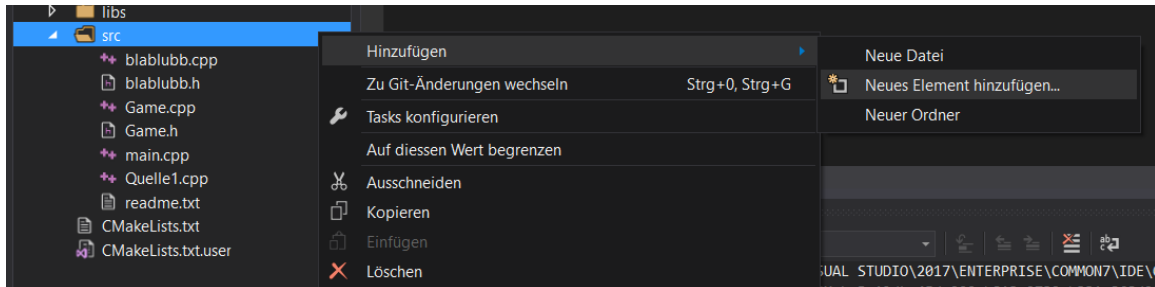 libs
src
blablubb.cpp
blablubb.h
Game.cpp
Game.h
main.cpp
Quelle1.cpp
readme.txt
CMakeLists.txt
CMakeLists.txt.user
Hinzufügen
Zu Git-Änderungen wechseln Strg+0, Strg+G
Tasks konfigurieren
Auf diessen Wert begrenzen
Ausschneiden
Kopieren
Einfügen
Löschen
Neue Datei
Neues Element hinzufügen...
Neuer Ordner
UAL STUDIO\2017\ENTERPRISE\COMMON7\IDE\